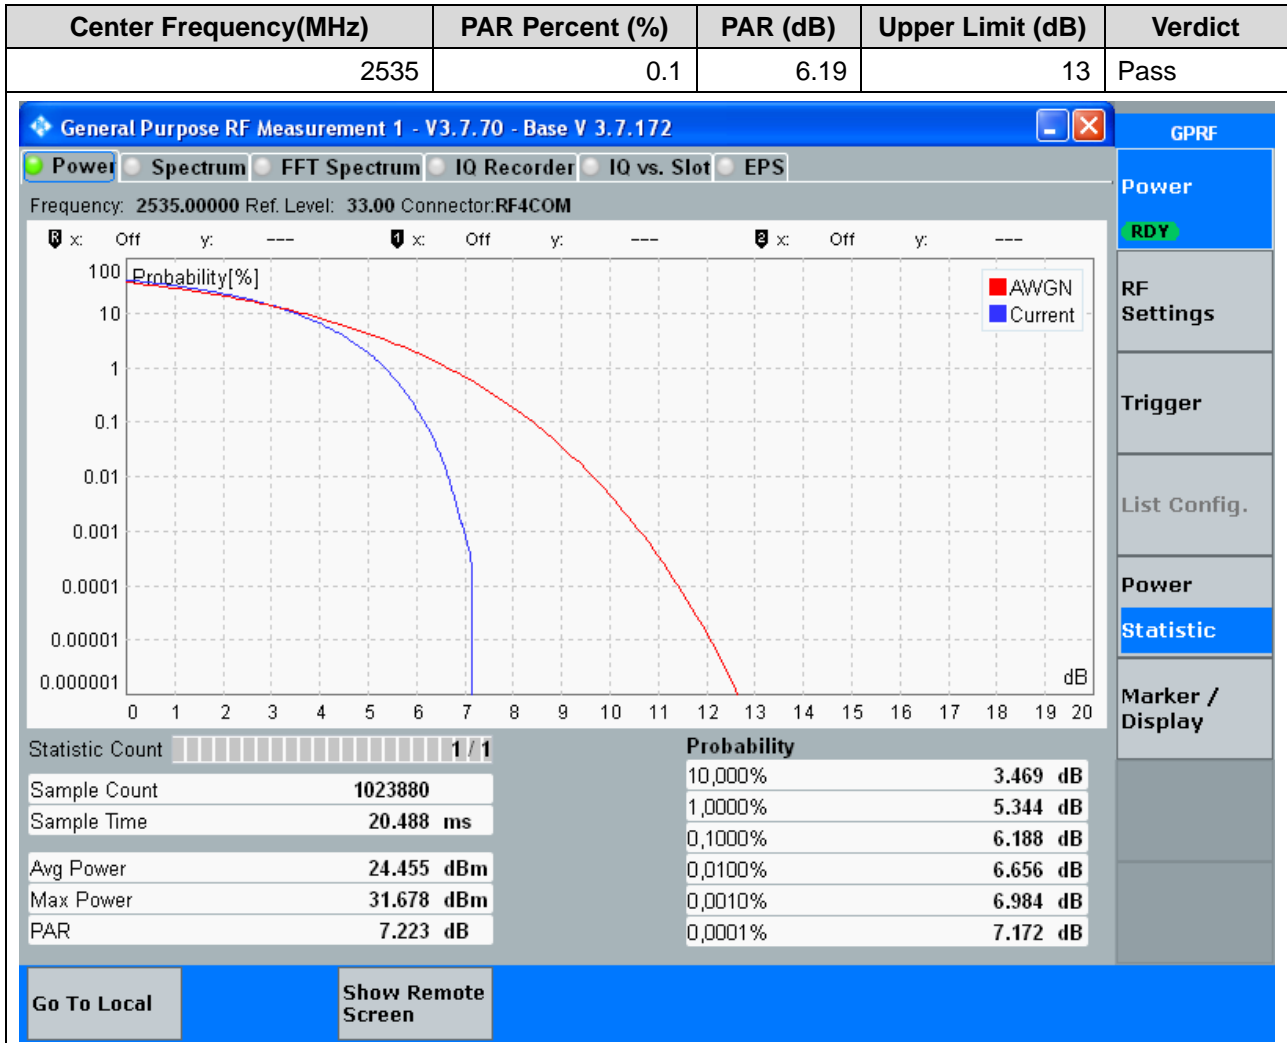 Center Frequency(MHz) PAR Percent (%) PAR (dB) Upper Limit (dB) Verdict
2535 0.1 6.19 13 Pass
General Purpose RF Measurement 1 - V3.7.70 - Base V 3.7.172
GPRF
Power Spectrum FFT Spectrum IQ Recorder IQ vs. Slot EPS
Power
RDY
Frequency: 2535.00000 Ref. Level: 33.00 Connector:RF4COM
R x: Off y: --- 1 x: Off y: --- 2 x: Off y: ---
Probability[%]
AWGN
Current
100
10
1
0.1
0.01
0.001
0.0001
0.00001
0.000001
dB
0 1 2 3 4 5 6 7 8 9 10 11 12 13 14 15 16 17 18 19 20
RF
Settings
Trigger
List Config.
Power
Statistic
Marker /
Display
Statistic Count 1 / 1
Sample Count 1023880
Sample Time 20.488 ms
Avg Power 24.455 dBm
Max Power 31.678 dBm
PAR 7.223 dB
Probability
10,000% 3.469 dB
1,0000% 5.344 dB
0,1000% 6.188 dB
0,0100% 6.656 dB
0,0010% 6.984 dB
0,0001% 7.172 dB
Go To Local
Show Remote
Screen